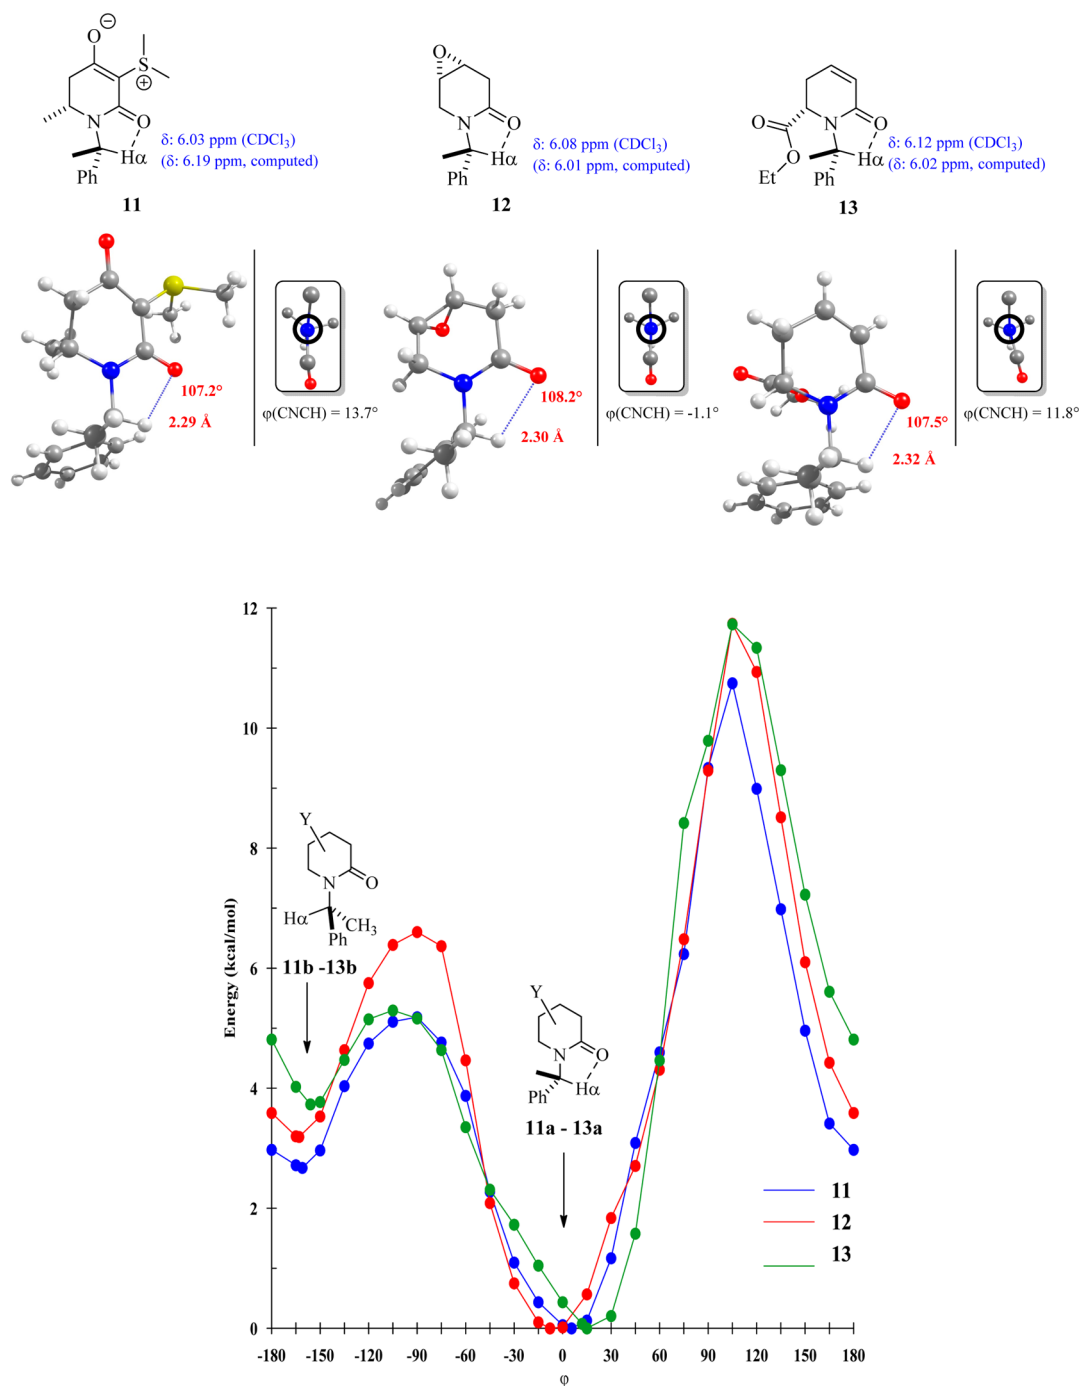 O ⊖
S
⊕
N O
Hα
Ph
δ: 6.03 ppm (CDCl3)
(δ: 6.19 ppm, computed)
11
O
N O
Hα
Ph
δ: 6.08 ppm (CDCl3)
(δ: 6.01 ppm, computed)
12
O N O
O Hα
Et Ph
δ: 6.12 ppm (CDCl3)
(δ: 6.02 ppm, computed)
13
107.2°
2.29 Å
φ(CNCH) = 13.7°
108.2°
2.30 Å
φ(CNCH) = -1.1°
107.5°
2.32 Å
φ(CNCH) = 11.8°
Energy (kcal/mol)
12
10
8
6
4
2
0
Y
N O
Hα
CH3
Ph
11b -13b
Y
N O
Ph Hα
11a - 13a
11
12
13
-180 -150 -120 -90 -60 -30 0 30 60 90 120 150 180
φ